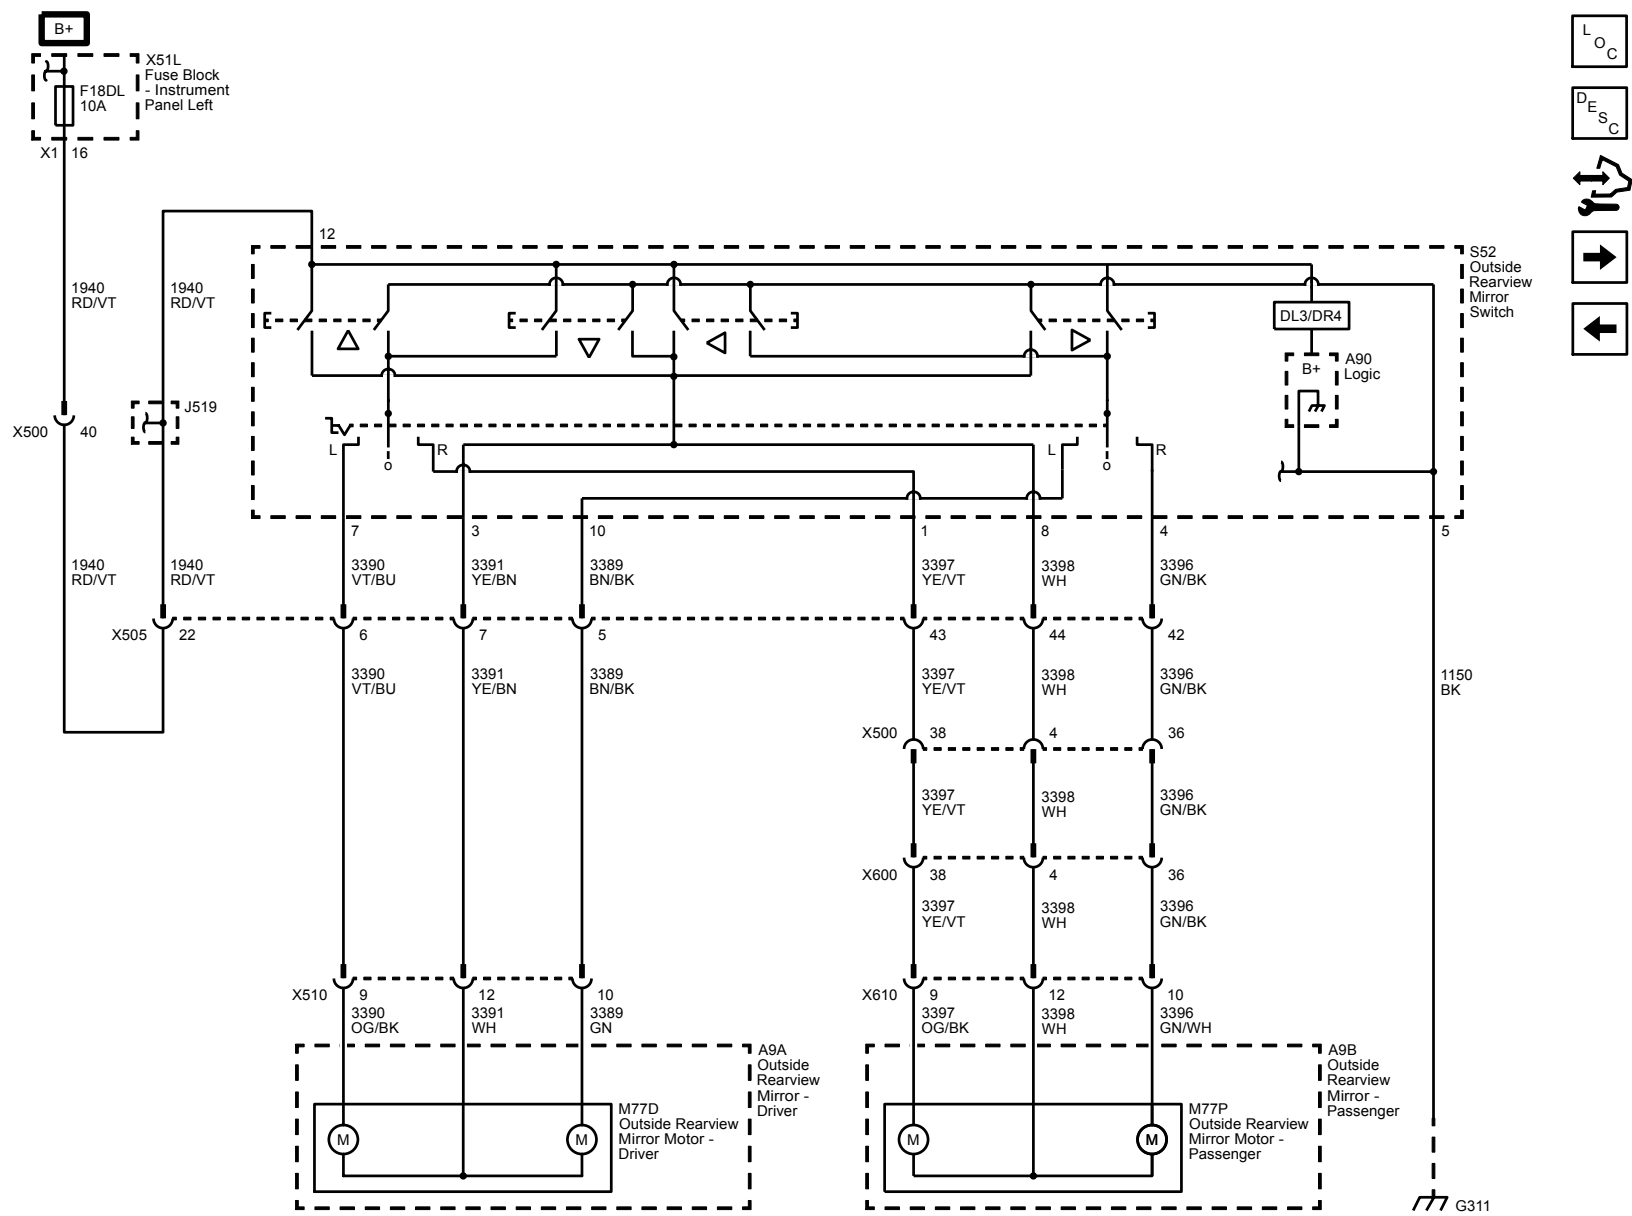 B+
X51L
Fuse Block
- Instrument
Panel Left
F18DL
10A
X1 16
L O C
D E S C
12
1940
RD/VT
1940
RD/VT
S52
Outside
Rearview
Mirror
Switch
DL3/DR4
A90
Logic
B+
J519
X500 40
L
o
R
L
o
R
7
3
10
1
8
4
5
1940
RD/VT
1940
RD/VT
3390
VT/BU
3391
YE/BN
3389
BN/BK
3397
YE/VT
3398
WH
3396
GN/BK
X505 22
6
7
5
43
44
42
3390
VT/BU
3391
YE/BN
3389
BN/BK
3397
YE/VT
3398
WH
3396
GN/BK
1150
BK
X500 38
4
36
3397
YE/VT
3398
WH
3396
GN/BK
X600 38
4
36
3397
YE/VT
3398
WH
3396
GN/BK
X510 9
12
10
X610 9
12
10
3390
OG/BK
3391
WH
3389
GN
3397
OG/BK
3398
WH
3396
GN/WH
A9A
Outside
Rearview
Mirror -
Driver
M77D
Outside Rearview
Mirror Motor -
Driver
M
M
A9B
Outside
Rearview
Mirror -
Passenger
M77P
Outside Rearview
Mirror Motor -
Passenger
M
M
G311